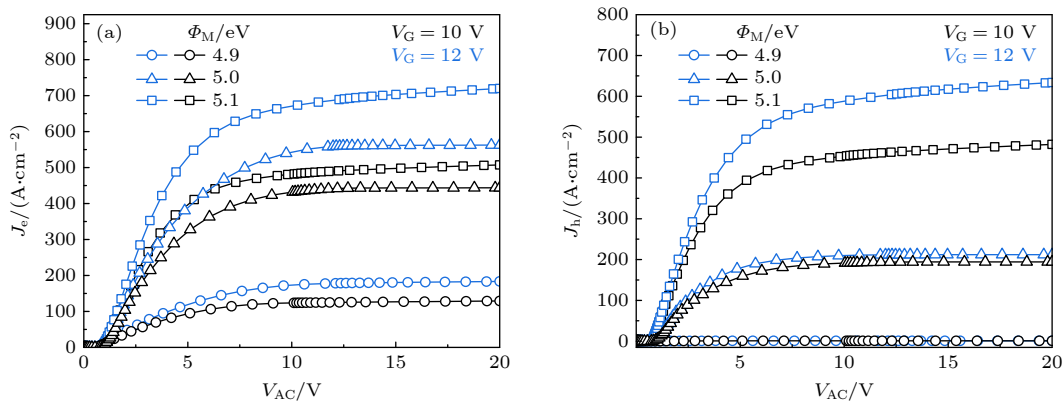 (a)
Φ_M/eV
4.9
5.0
5.1
V_G = 10 V
V_G = 12 V
J_e/(A·cm⁻²)
900
800
700
600
500
400
300
200
100
0
0 5 10 15 20
V_AC/V
(b)
Φ_M/eV
4.9
5.0
5.1
V_G = 10 V
V_G = 12 V
J_h/(A·cm⁻²)
800
700
600
500
400
300
200
100
0
5 10 15 20
V_AC/V